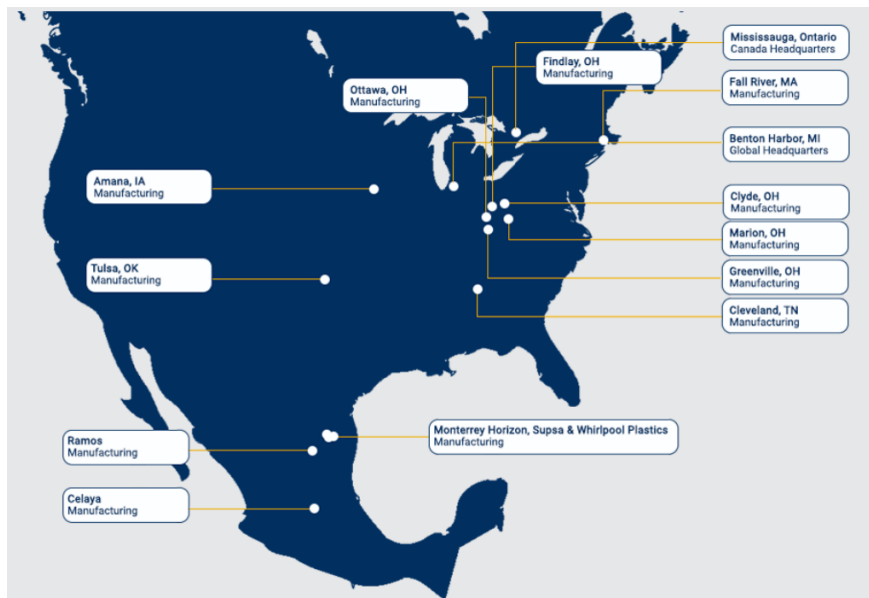 Mississauga, Ontario
Canada Headquarters
Findlay, OH
Manufacturing
Fall River, MA
Manufacturing
Ottawa, OH
Manufacturing
Benton Harbor, MI
Global Headquarters
Amana, IA
Manufacturing
Clyde, OH
Manufacturing
Marion, OH
Manufacturing
Tulsa, OK
Manufacturing
Greenville, OH
Manufacturing
Cleveland, TN
Manufacturing
Ramos
Manufacturing
Monterrey Horizon, Supsa & Whirlpool Plastics
Manufacturing
Celaya
Manufacturing